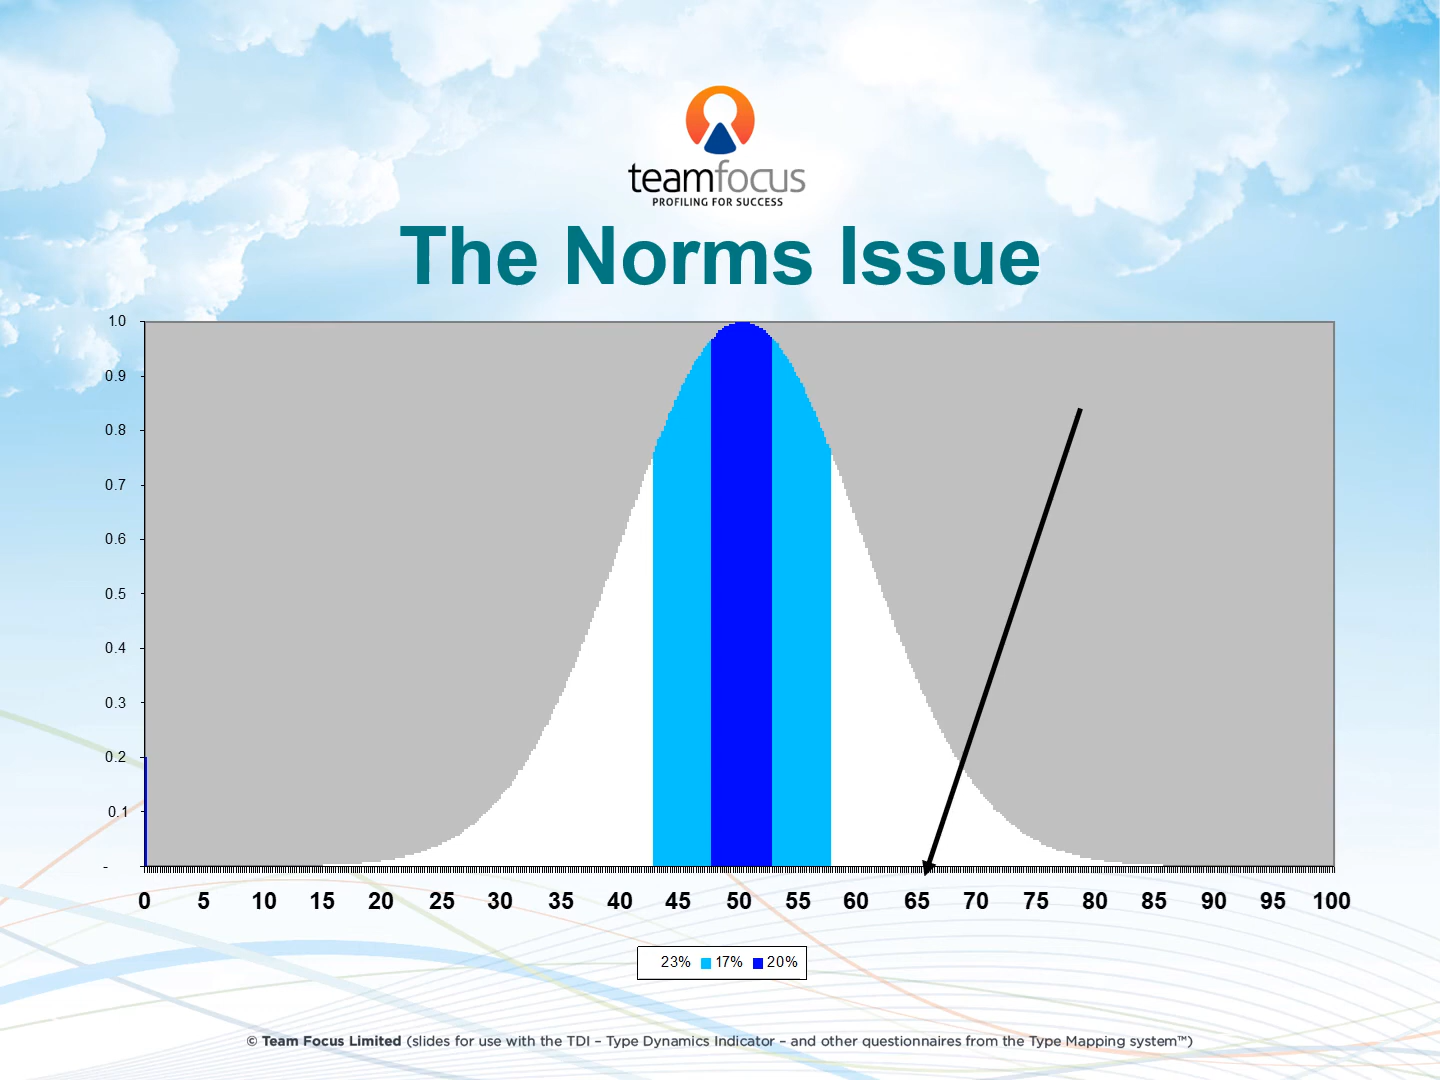 teamfocus
PROFILING FOR SUCCESS
The Norms Issue
1.0
0.9
0.8
0.7
0.6
0.5
0.4
0.3
0.2
0.1
-
0 5 10 15 20 25 30 35 40 45 50 55 60 65 70 75 80 85 90 95 100
23% 17% 20%
© Team Focus Limited (slides for use with the TDI – Type Dynamics Indicator – and other questionnaires from the Type Mapping system™)